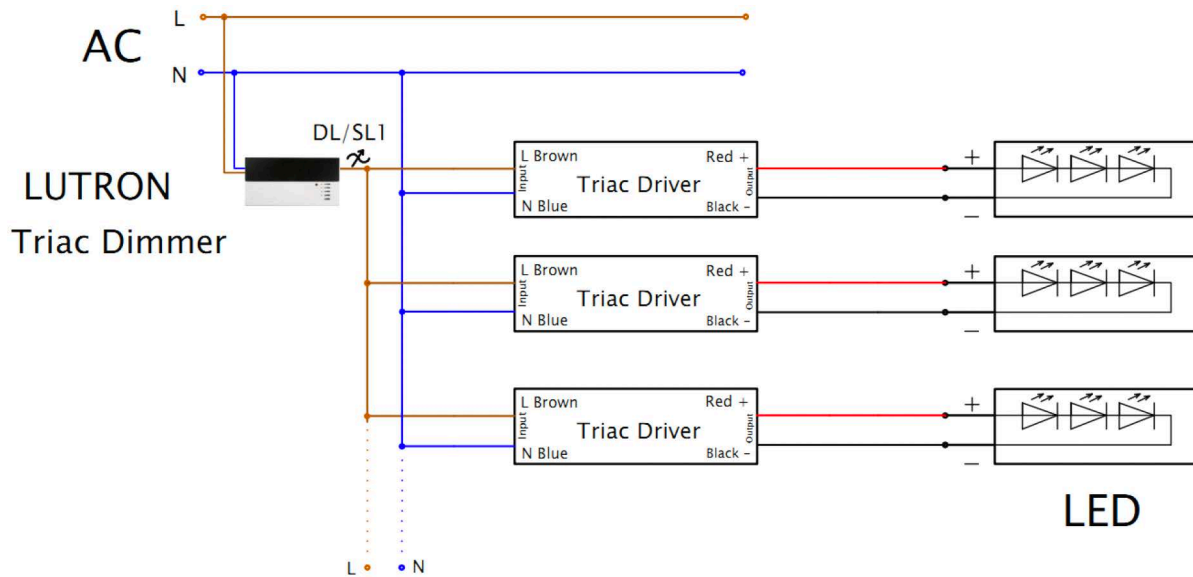 L
AC
N
DL/SL1
LUTRON
Triac Dimmer
L Brown
Red +
Input
Triac Driver
Output
N Blue
Black -
+
−
L Brown
Red +
Input
Triac Driver
Output
N Blue
Black -
+
−
L Brown
Red +
Input
Triac Driver
Output
N Blue
Black -
+
−
LED
L
N